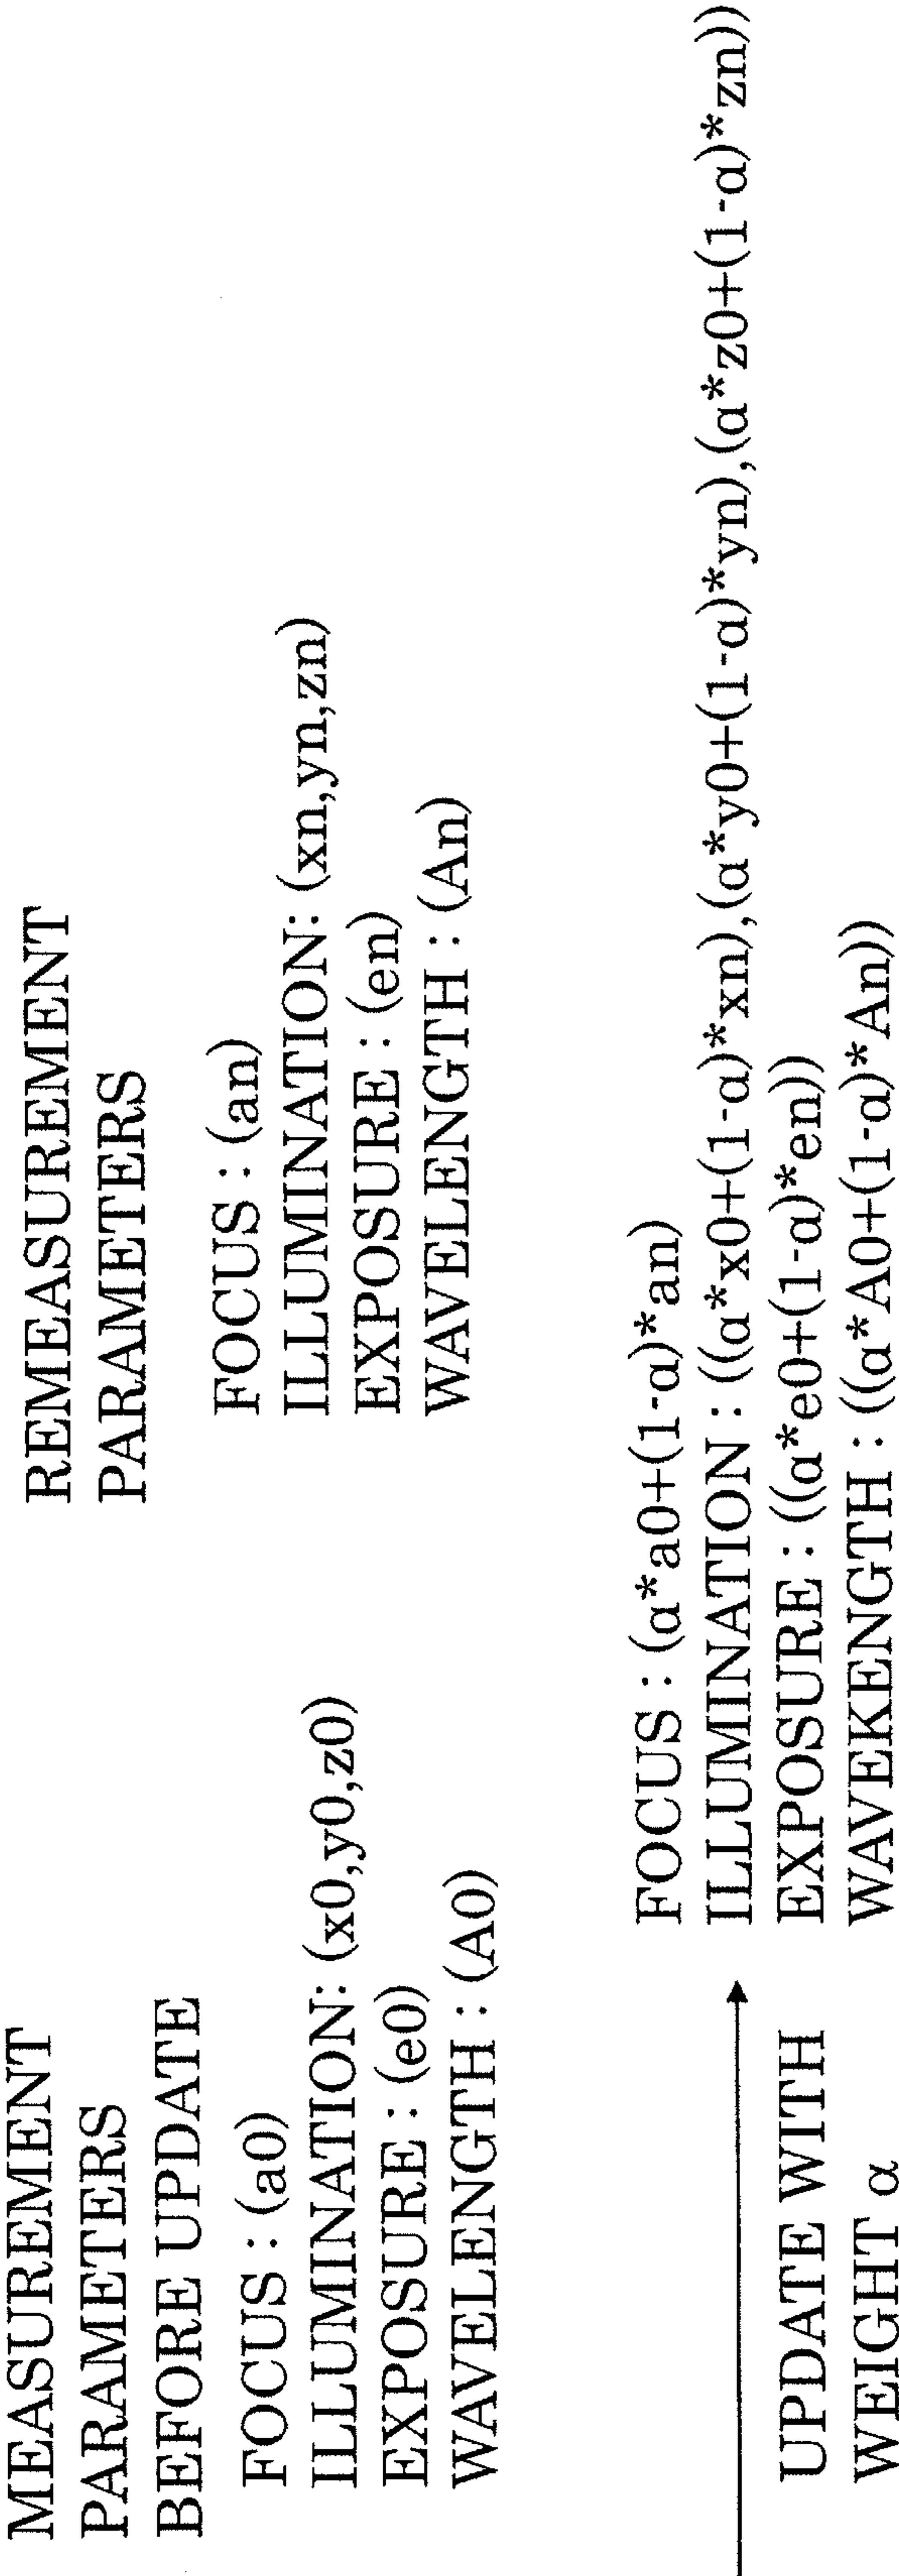 MEASUREMENT
PARAMETERS
BEFORE UPDATE
FOCUS : (a0)
ILLUMINATION: (x0,y0,z0)
EXPOSURE : (e0)
WAVELENGTH : (A0)
REMEASUREMENT
PARAMETERS
FOCUS : (an)
ILLUMINATION: (xn,yn,zn)
EXPOSURE : (en)
WAVELENGTH : (An)
UPDATE WITH
WEIGHT α
FOCUS : (α*a0+(1-α)*an)
ILLUMINATION : ((α*x0+(1-α)*xn),(α*y0+(1-α)*yn),(α*z0+(1-α)*zn))
EXPOSURE : ((α*e0+(1-α)*en))
WAVEKENGTH : ((α*A0+(1-α)*An))